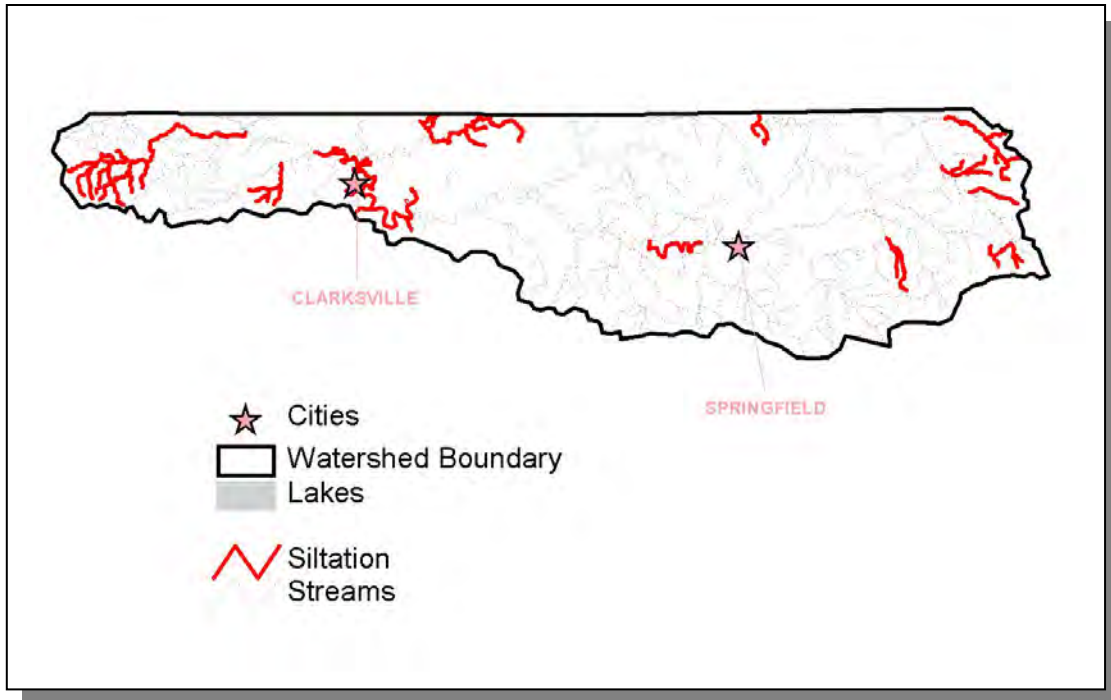 CLARKSVILLE
SPRINGFIELD
Cities
Watershed Boundary
Lakes
Siltation
Streams